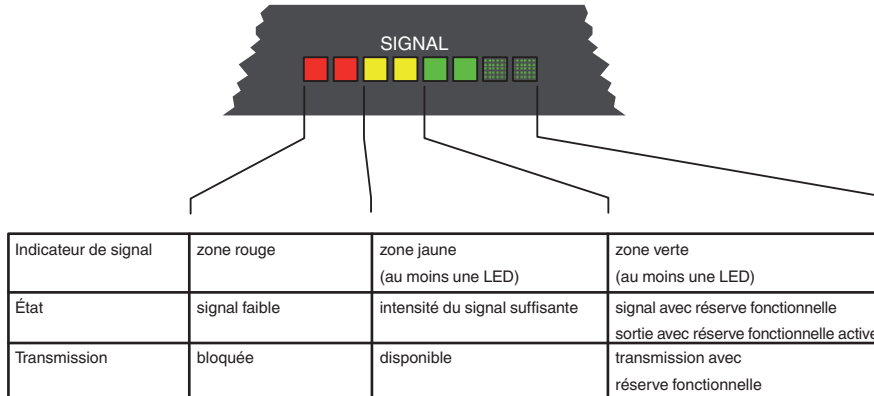 SIGNAL
Indicateur de signal
zone rouge
zone jaune
(au moins une LED)
zone verte
(au moins une LED)
État
signal faible
intensité du signal suffisante
signal avec réserve fonctionnelle
sortie avec réserve fonctionnelle active
Transmission
bloquée
disponible
transmission avec
réserve fonctionnelle